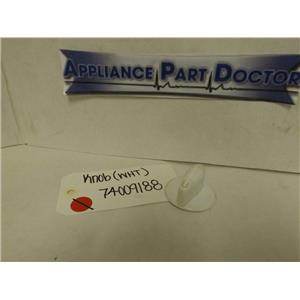 APPLIANCE PART DOCTOR
Knob (WHT)
74009188